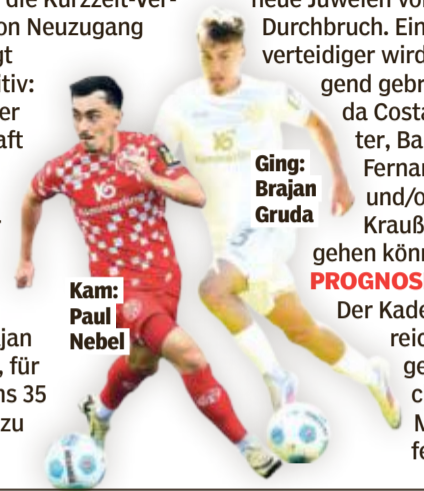 die Kurzzeit-Ver-
on Neuzugang
gt
itiv:
er
aft
jan
, für
ns 35
zu
neue Juwelen vo
Durchbruch. Ein
verteidiger wird
gend gebr
da Costa
ter, Ba
Fernan
und/o
Krauß
gehen könn
PROGNOS
Der Kade
reic
ge
c
M
fe
Ging:
Brajan
Gruda
Kam:
Paul
Nebel